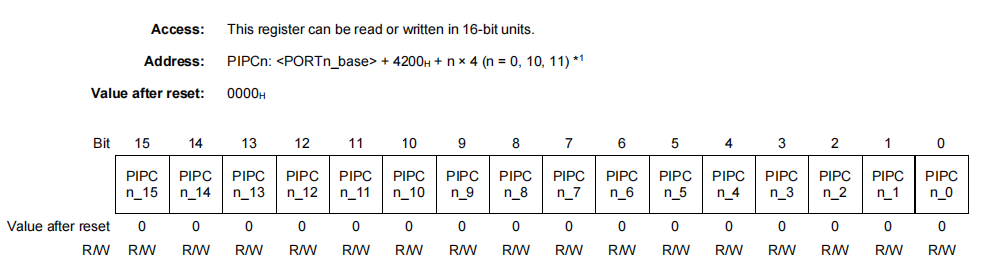 Access: This register can be read or written in 16-bit units.
Address: PIPCn: <PORTn_base> + 4200H + n × 4 (n = 0, 10, 11) *1
Value after reset: 0000H
Bit 15 14 13 12 11 10 9 8 7 6 5 4 3 2 1 0
PIPC PIPC PIPC PIPC PIPC PIPC PIPC PIPC PIPC PIPC PIPC PIPC PIPC PIPC PIPC PIPC
n_15 n_14 n_13 n_12 n_11 n_10 n_9 n_8 n_7 n_6 n_5 n_4 n_3 n_2 n_1 n_0
Value after reset 0 0 0 0 0 0 0 0 0 0 0 0 0 0 0 0
R/W R/W R/W R/W R/W R/W R/W R/W R/W R/W R/W R/W R/W R/W R/W R/W R/W